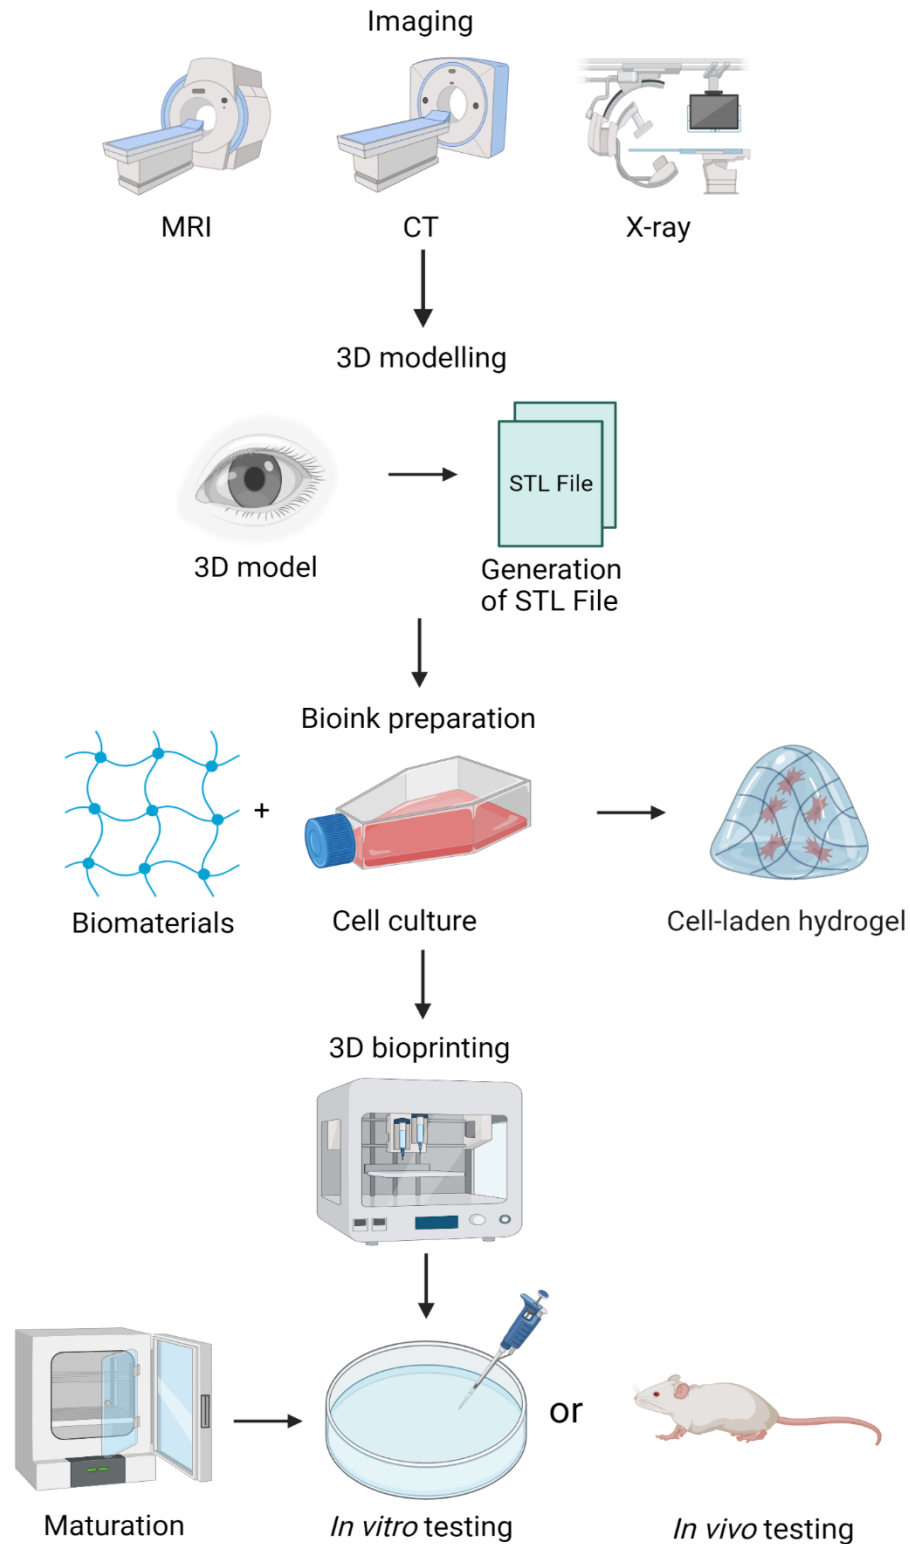 Imaging
MRI
CT
X-ray
3D modelling
STL File
3D model
Generation
of STL File
Bioink preparation
+
Biomaterials
Cell culture
Cell-laden hydrogel
3D bioprinting
or
Maturation
In vitro testing
In vivo testing